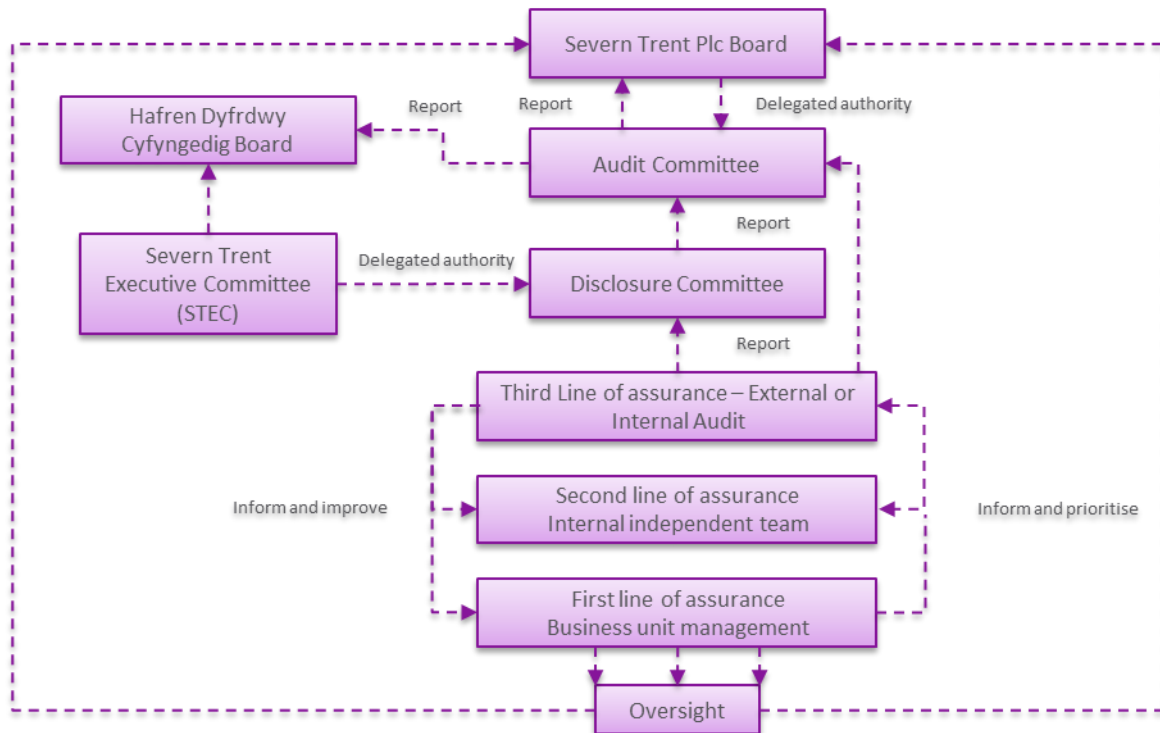 Severn Trent Plc Board
Report
Report
Delegated authority
Hafren Dyfrdwy
Cyfyngedig Board
Audit Committee
Report
Severn Trent
Executive Committee
(STEC)
Delegated authority
Disclosure Committee
Report
Third Line of assurance – External or
Internal Audit
Inform and improve
Second line of assurance
Internal independent team
Inform and prioritise
First line of assurance
Business unit management
Oversight